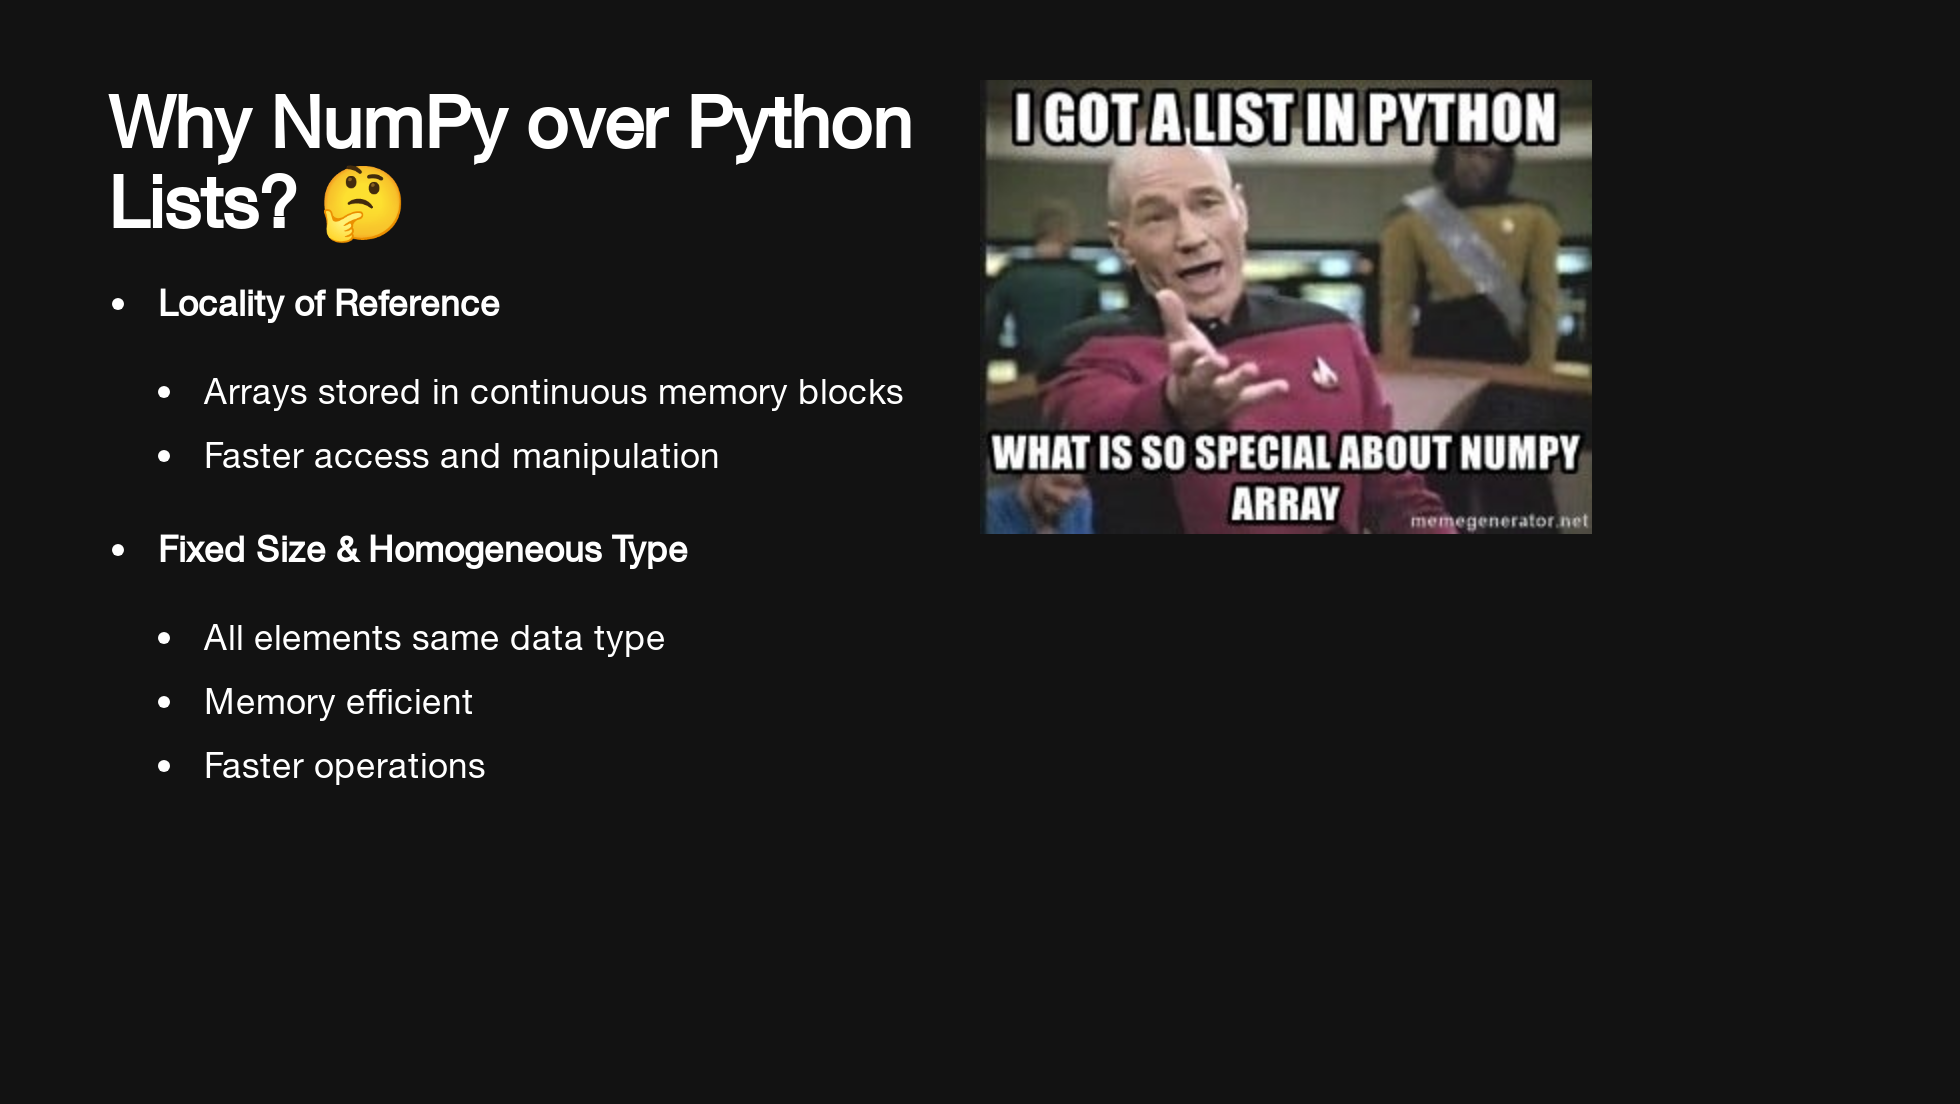 Why NumPy over Python
Lists? 🤔
• Locality of Reference
• Arrays stored in continuous memory blocks
• Faster access and manipulation
• Fixed Size & Homogeneous Type
• All elements same data type
• Memory efficient
• Faster operations
I GOT A LIST IN PYTHON
WHAT IS SO SPECIAL ABOUT NUMPY
ARRAY
memegenerator.net